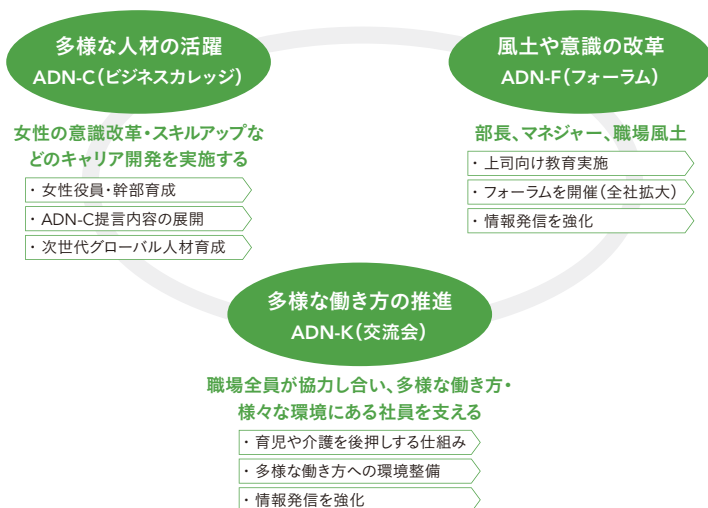 多様な人材の活躍
ADN-C（ビジネスカレッジ）
女性の意識改革・スキルアップな
どのキャリア開発を実施する
・ 女性役員・幹部育成
・ ADN-C提言内容の展開
・ 次世代グローバル人材育成
風土や意識の改革
ADN-F（フォーラム）
部長、マネジャー、職場風土
・ 上司向け教育実施
・ フォーラムを開催（全社拡大）
・ 情報発信を強化
多様な働き方の推進
ADN-K（交流会）
職場全員が協力し合い、多様な働き方・
様々な環境にある社員を支える
・ 育児や介護を後押しする仕組み
・ 多様な働き方への環境整備
・ 情報発信を強化